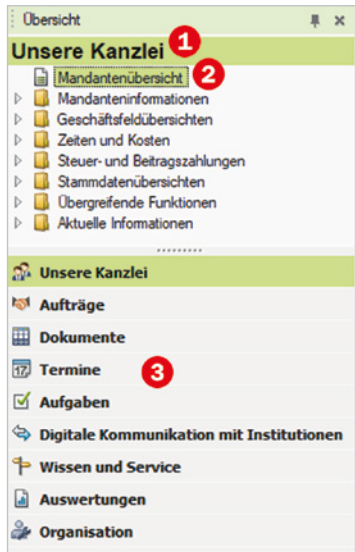 Übersicht
Unsere Kanzlei 1
Mandantenübersicht 2
Mandanteninformationen
Geschäftsfeldübersichten
Zeiten und Kosten
Steuer- und Beitragszahlungen
Stammdatenübersichten
Übergreifende Funktionen
Aktuelle Informationen
Unsere Kanzlei
Aufträge
Dokumente
17 Termine 3
Aufgaben
Digitale Kommunikation mit Institutionen
Wissen und Service
Auswertungen
Organisation